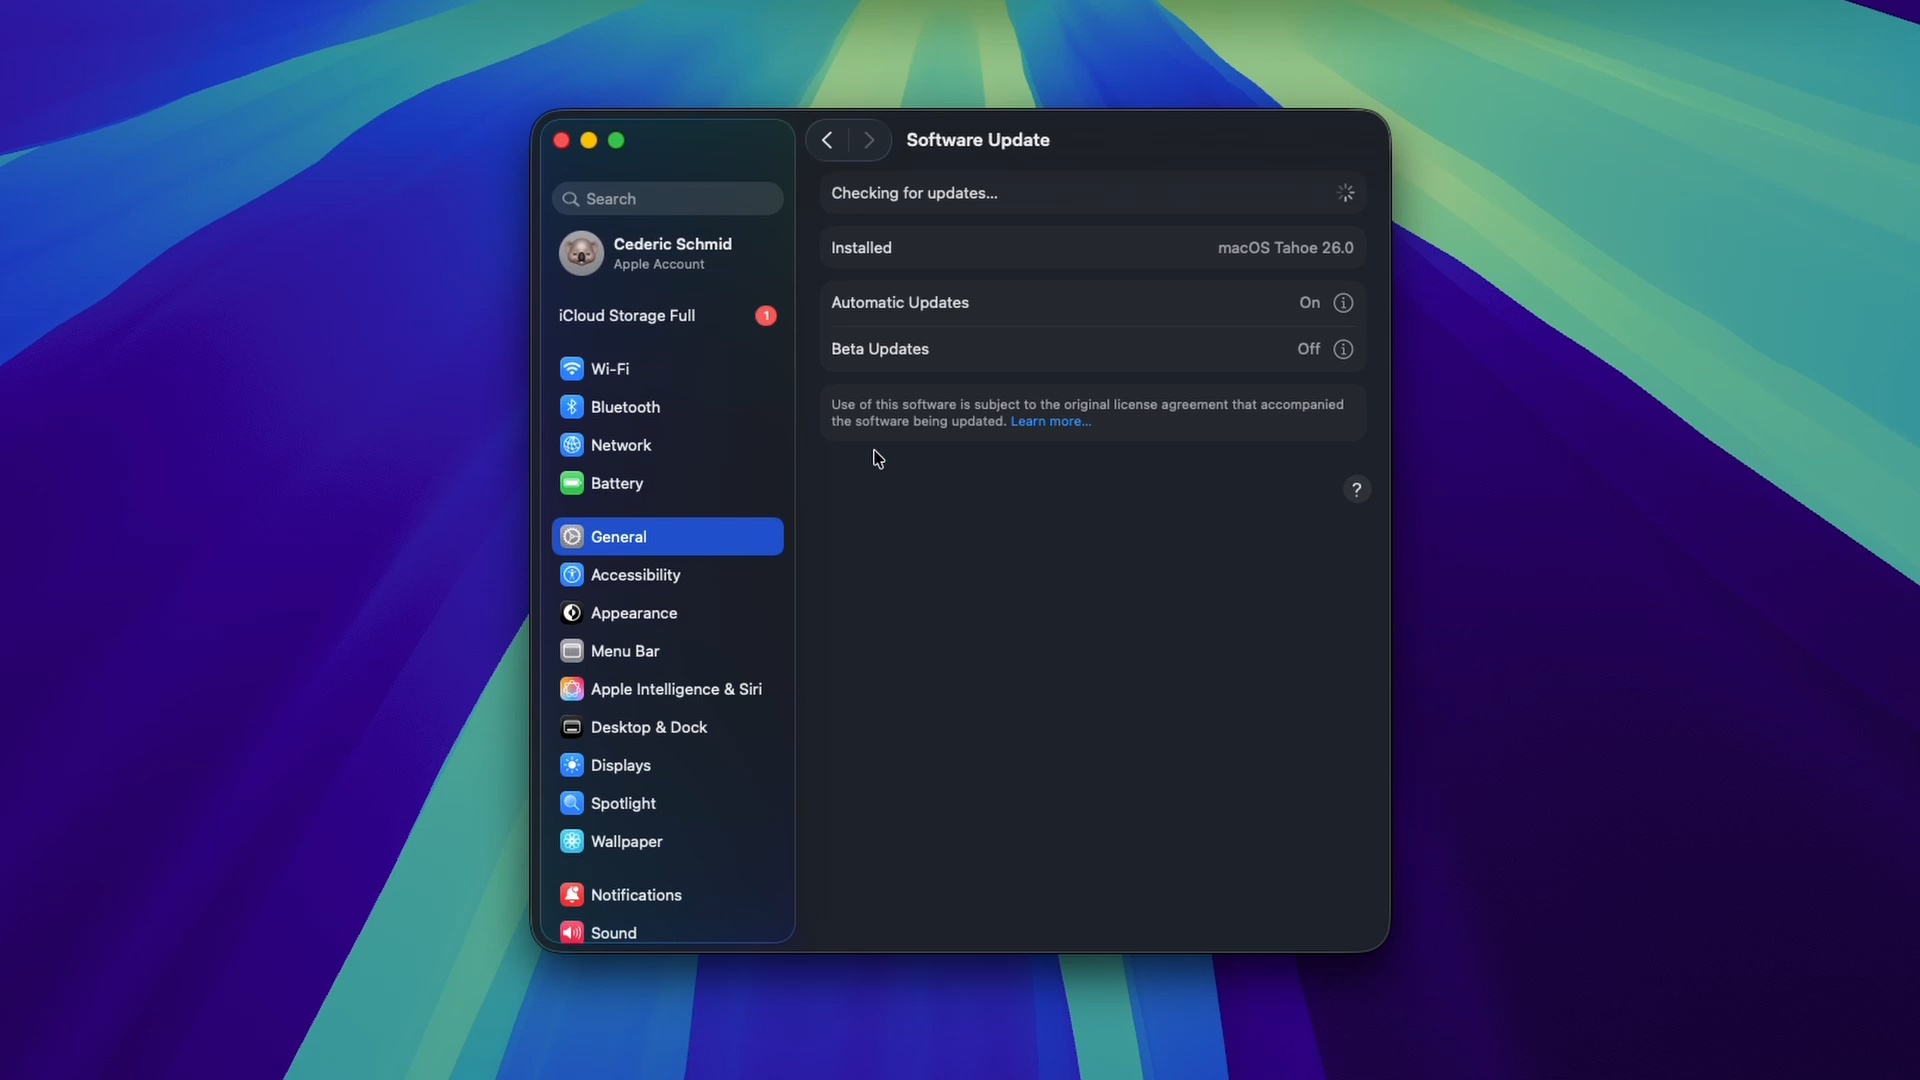 Software Update
Search
Cederic Schmid
Apple Account
iCloud Storage Full 1
Wi-Fi
Bluetooth
Network
Battery
General
Accessibility
Appearance
Menu Bar
Apple Intelligence & Siri
Desktop & Dock
Displays
Spotlight
Wallpaper
Notifications
Sound
Checking for updates...
Installed macOS Tahoe 26.0
Automatic Updates On
Beta Updates Off
Use of this software is subject to the original license agreement that accompanied
the software being updated. Learn more...
?